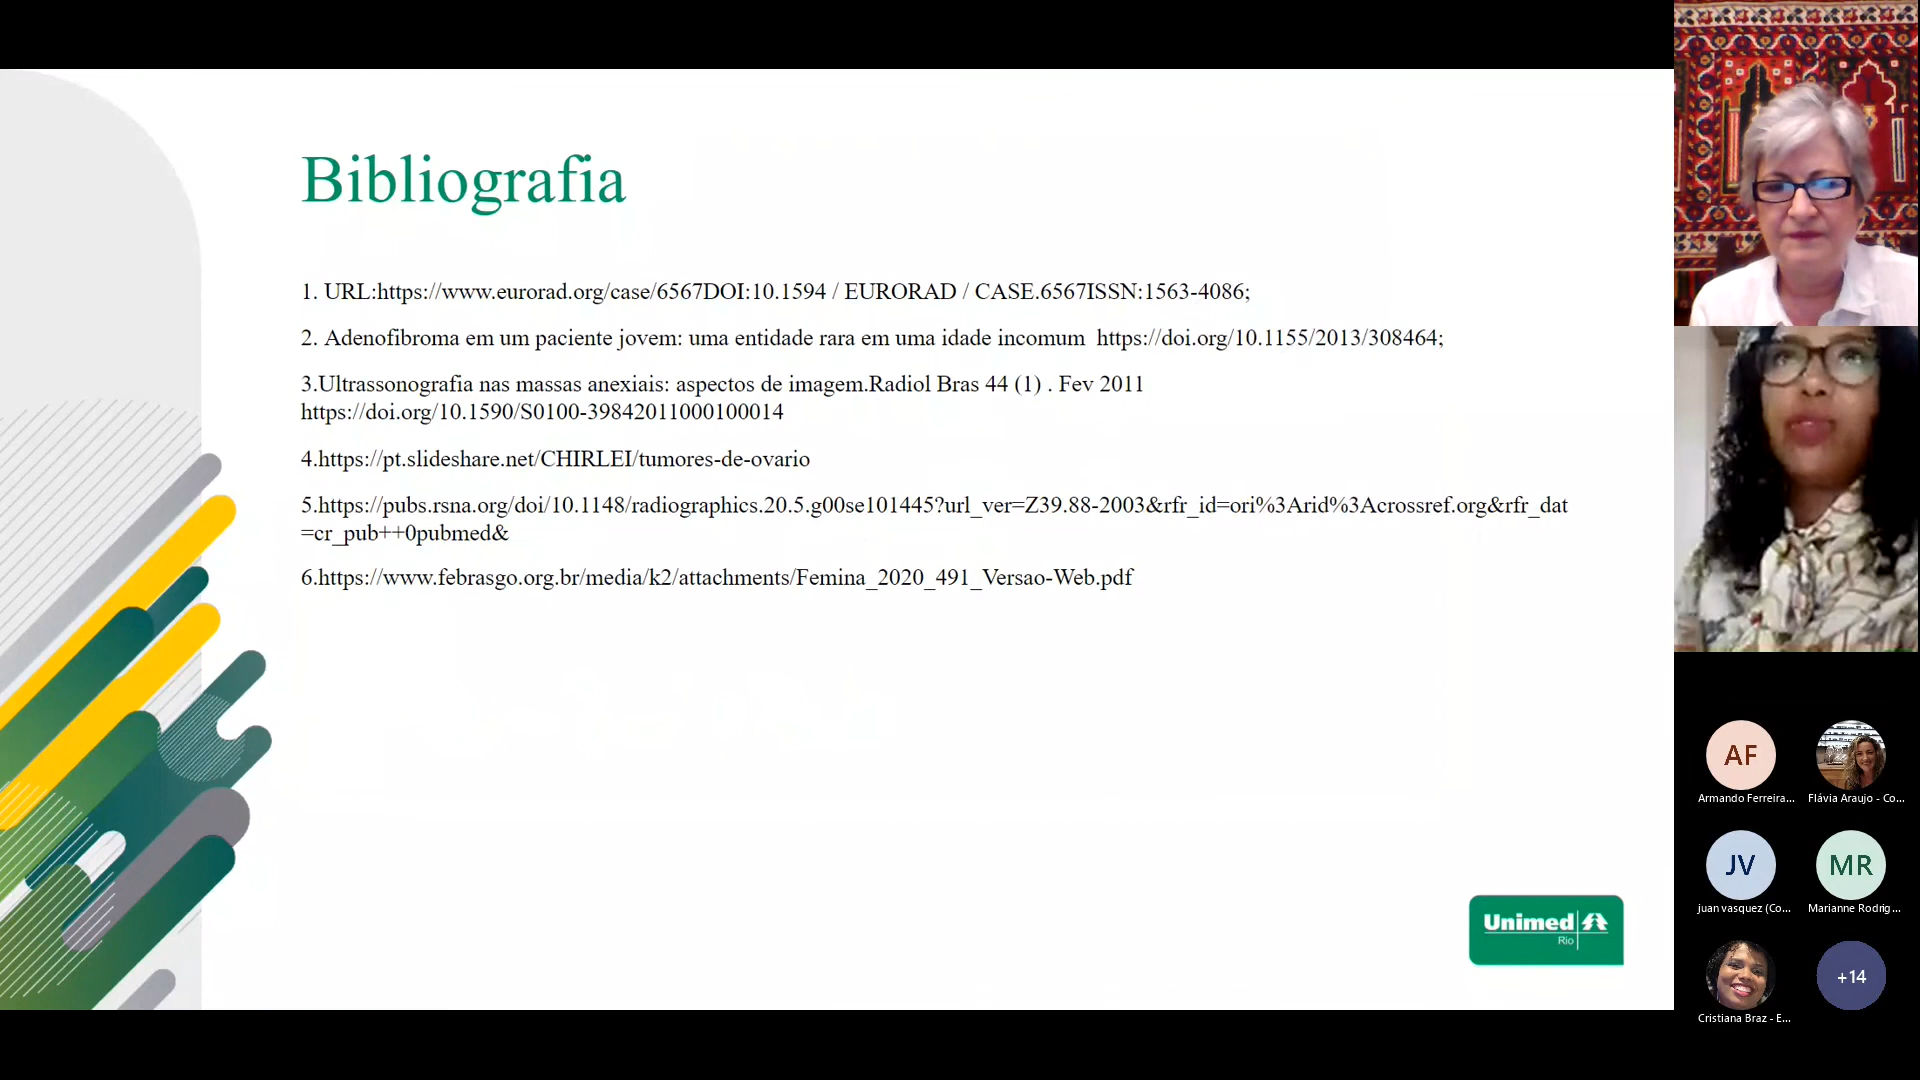 Bibliografia
1. URL:https://www.eurorad.org/case/6567DOI:10.1594 / EURORAD / CASE.6567ISSN:1563-4086;
2. Adenofibroma em um paciente jovem: uma entidade rara em uma idade incomum  https://doi.org/10.1155/2013/308464;
3.Ultrassonografia nas massas anexiais: aspectos de imagem.Radiol Bras 44 (1) . Fev 2011
https://doi.org/10.1590/S0100-39842011000100014
4.https://pt.slideshare.net/CHIRLEI/tumores-de-ovario
5.https://pubs.rsna.org/doi/10.1148/radiographics.20.5.g00se101445?url_ver=Z39.88-2003&rfr_id=ori%3Arid%3Acrossref.org&rfr_dat
=cr_pub++0pubmed&
6.https://www.febrasgo.org.br/media/k2/attachments/Femina_2020_491_Versao-Web.pdf
Unimed
Rio
AF
Armando Ferreira...
Flávia Araujo - Co...
JV
juan vasquez (Co...
MR
Marianne Rodrig...
Cristiana Braz - E...
+14